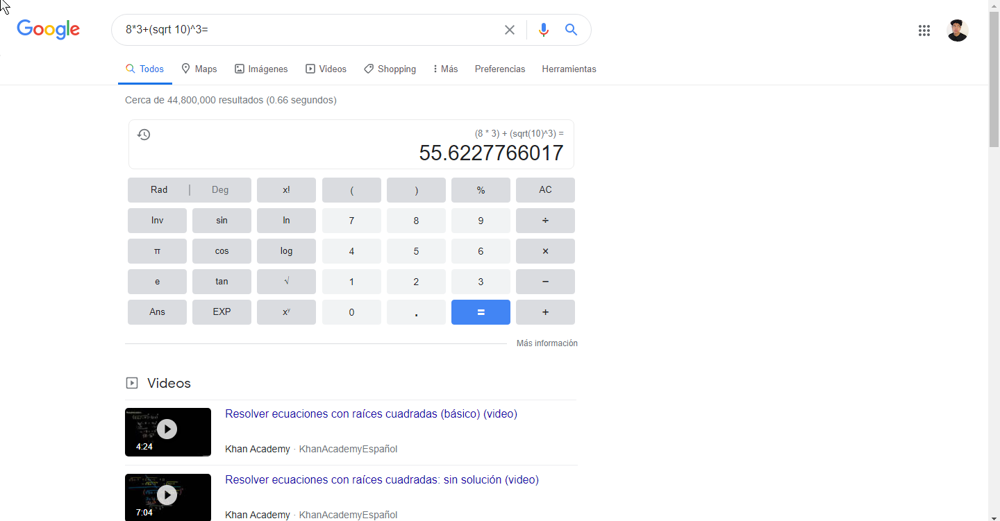 Google
8*3+(sqrt 10)^3=
Todos Maps Imágenes Videos Shopping Más Preferencias Herramientas
Cerca de 44,800,000 resultados (0.66 segundos)
(8 * 3) + (sqrt(10)^3) =
55.6227766017
Rad | Deg x! ( ) % AC
Inv sin ln 7 8 9 ÷
π cos log 4 5 6 ×
e tan √ 1 2 3 −
Ans EXP xʸ 0 . = +
Más información
Videos
Resolver ecuaciones con raíces cuadradas (básico) (video)
4:24
Khan Academy · KhanAcademyEspañol
Resolver ecuaciones con raíces cuadradas: sin solución (video)
7:04
Khan Academy · KhanAcademyEspañol